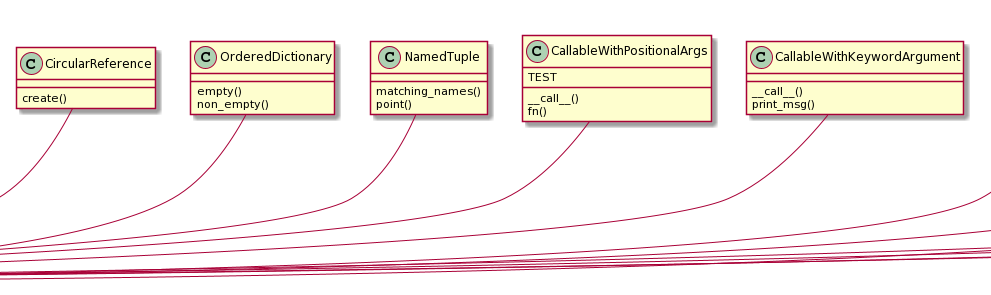 C CircularReference
create()
C OrderedDictionary
empty()
non_empty()
C NamedTuple
matching_names()
point()
C CallableWithPositionalArgs
TEST
__call__()
fn()
C CallableWithKeywordArgument
__call__()
print_msg()